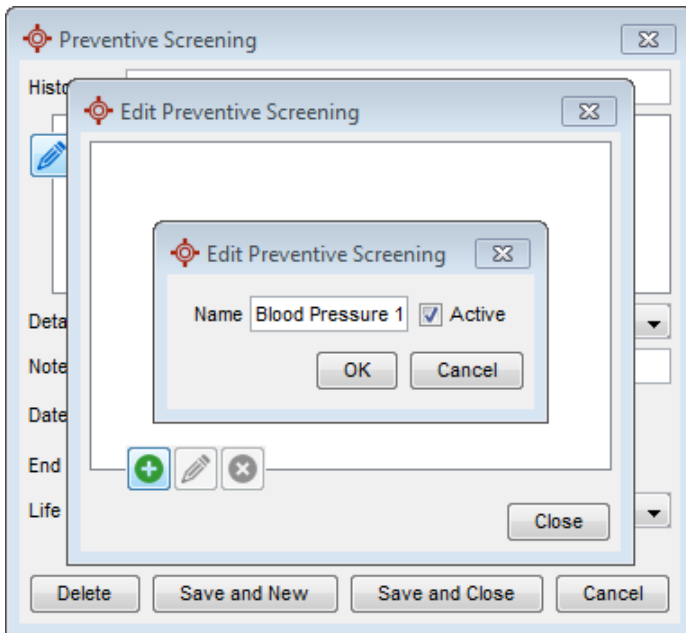 Preventive Screening
Histo
Edit Preventive Screening
Edit Preventive Screening
Name Blood Pressure 1 Active
OK Cancel
Deta
Note
Date
End
Life
Close
Delete Save and New Save and Close Cancel